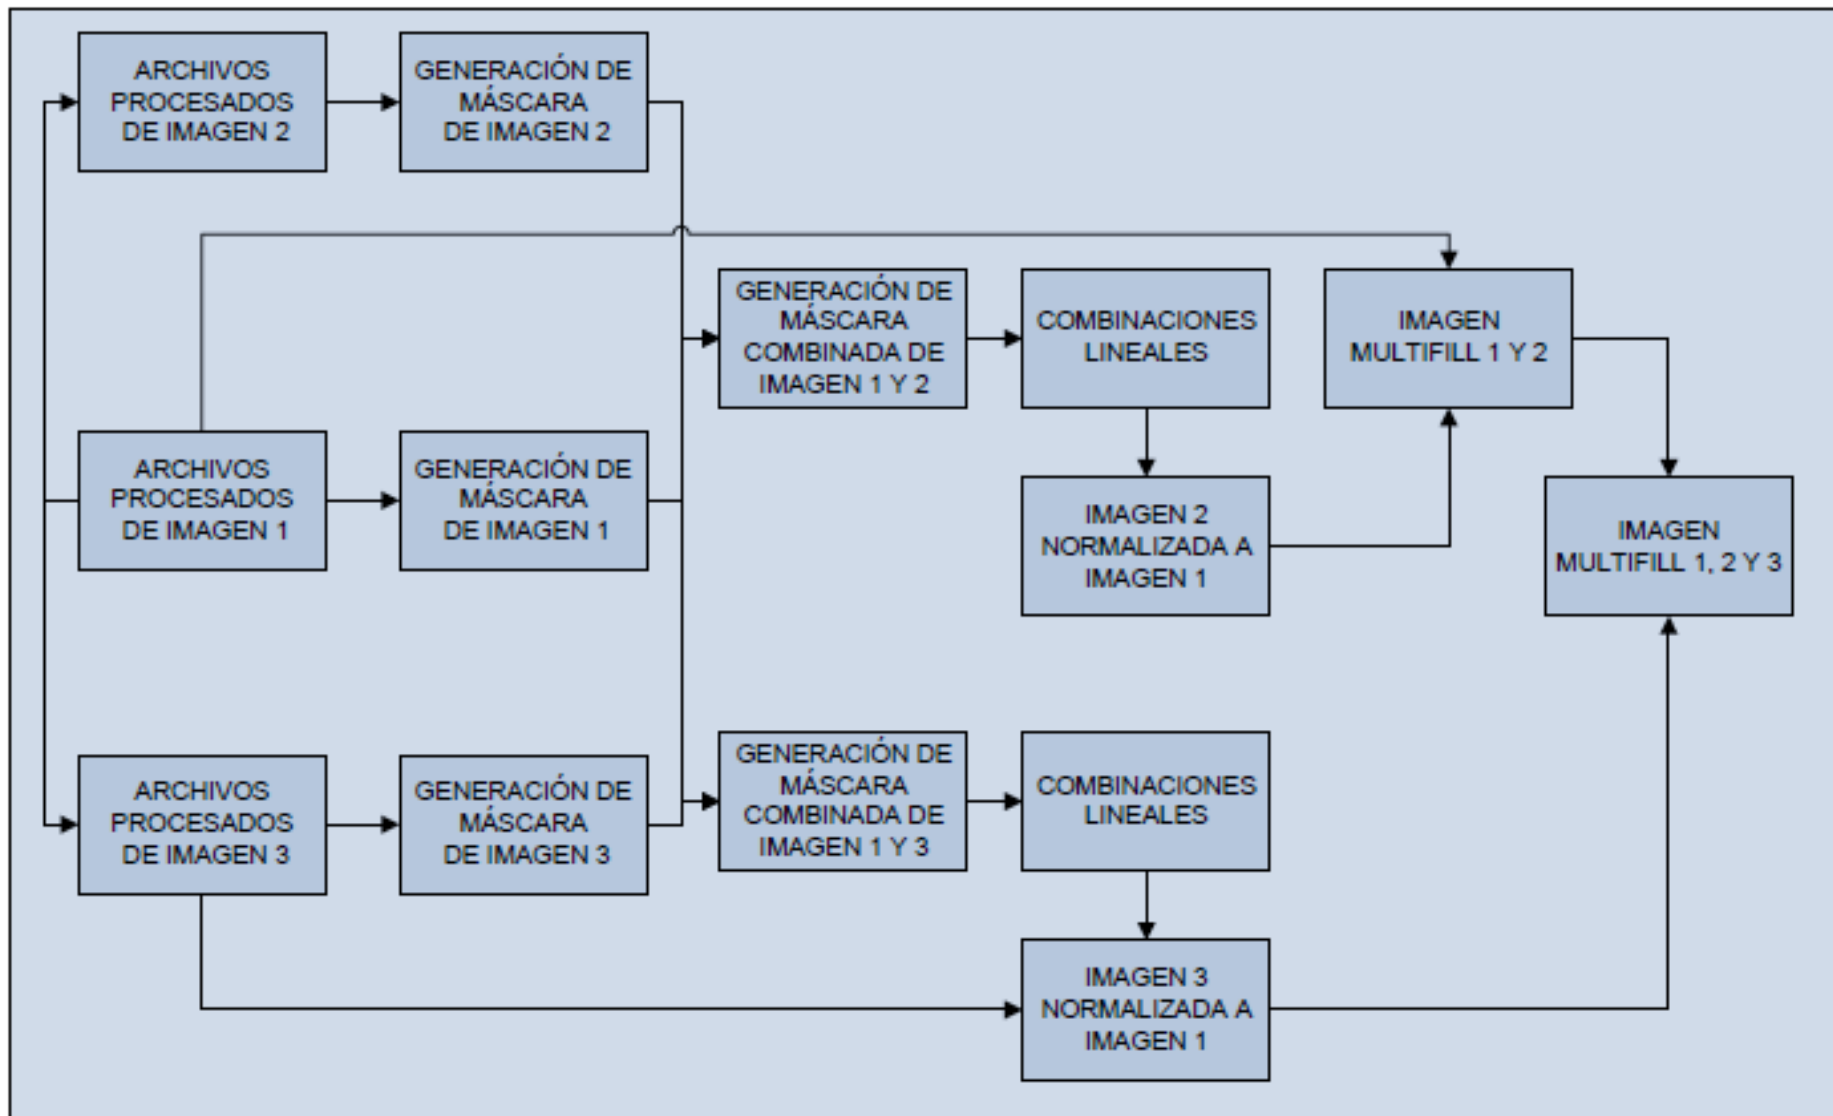 ARCHIVOS
PROCESADOS
DE IMAGEN 2
GENERACIÓN DE
MÁSCARA
DE IMAGEN 2
GENERACIÓN DE
MÁSCARA
COMBINADA DE
IMAGEN 1 Y 2
COMBINACIONES
LINEALES
IMAGEN
MULTIFILL 1 Y 2
ARCHIVOS
PROCESADOS
DE IMAGEN 1
GENERACIÓN DE
MÁSCARA
DE IMAGEN 1
IMAGEN 2
NORMALIZADA A
IMAGEN 1
IMAGEN
MULTIFILL 1, 2 Y 3
ARCHIVOS
PROCESADOS
DE IMAGEN 3
GENERACIÓN DE
MÁSCARA
DE IMAGEN 3
GENERACIÓN DE
MÁSCARA
COMBINADA DE
IMAGEN 1 Y 3
COMBINACIONES
LINEALES
IMAGEN 3
NORMALIZADA A
IMAGEN 1